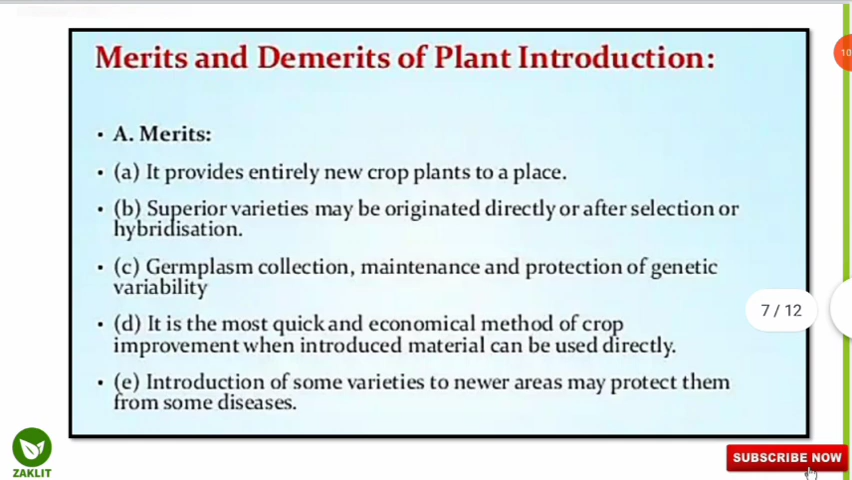 Merits and Demerits of Plant Introduction:
• A. Merits:
• (a) It provides entirely new crop plants to a place.
• (b) Superior varieties may be originated directly or after selection or
hybridisation.
• (c) Germplasm collection, maintenance and protection of genetic
variability
• (d) It is the most quick and economical method of crop
improvement when introduced material can be used directly.
• (e) Introduction of some varieties to newer areas may protect them
from some diseases.
10
7 / 12
ZAKLIT
SUBSCRIBE NOW